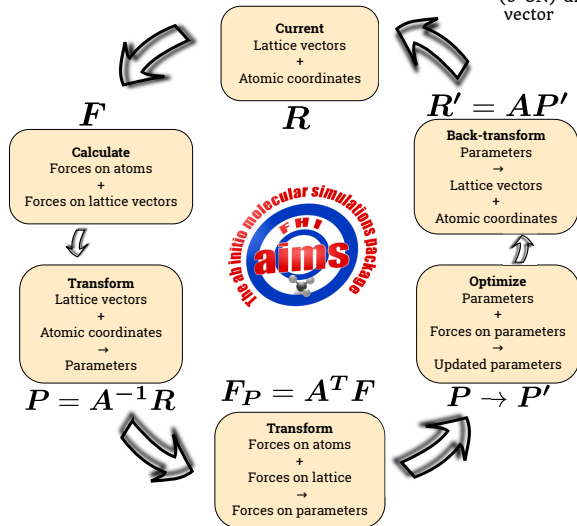 (3
vector
Current
Lattice vectors
+
Atomic coordinates
R
F
Calculate
Forces on atoms
+
Forces on lattice vectors
Transform
Lattice vectors
+
Atomic coordinates
→
Parameters
P = A⁻¹R
F_P = AᵀF
Transform
Forces on atoms
+
Forces on lattice
→
Forces on parameters
P → P′
Optimize
Parameters
+
Forces on parameters
→
Updated parameters
R′ = AP′
Back-transform
Parameters
→
Lattice vectors
+
Atomic coordinates
The ab initio molecular simulations package
FHI
aims